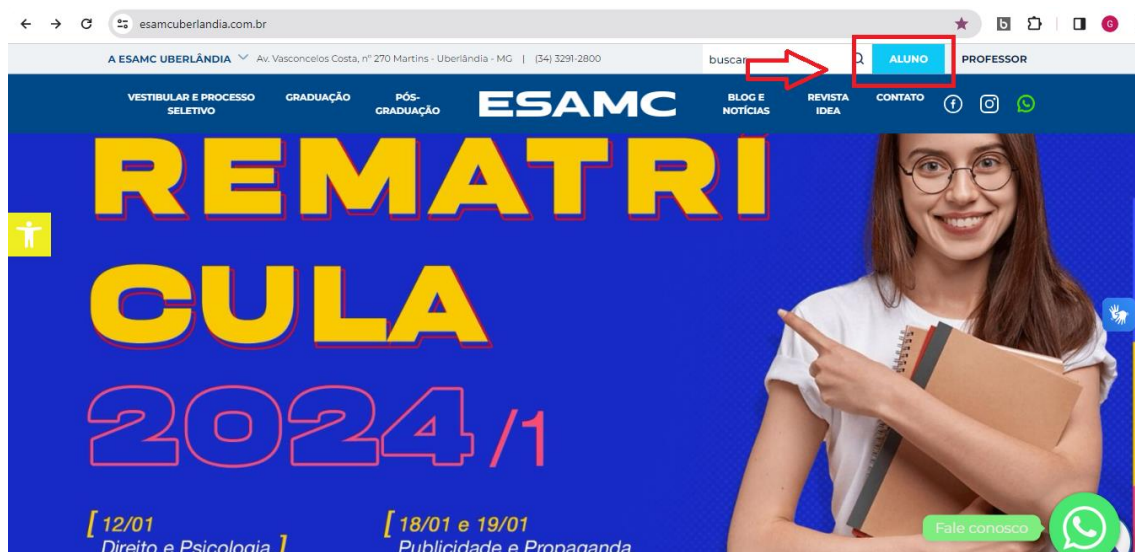 esamcuberlandia.com.br
G
A ESAMC UBERLÂNDIA Av. Vasconcelos Costa, nº 270 Martins - Uberlândia - MG | (34) 3291-2800
ALUNO PROFESSOR
VESTIBULAR E PROCESSO SELETIVO
GRADUAÇÃO
PÓS-
GRADUAÇÃO
ESAMC
BLOG E
NOTÍCIAS
REVISTA
IDEA
CONTATO
REMATRÍ
CULA
2024/1
[ 12/01
Direito e Psicologia ]
[ 18/01 e 19/01
Publicidade e Propaganda
Fale conosco